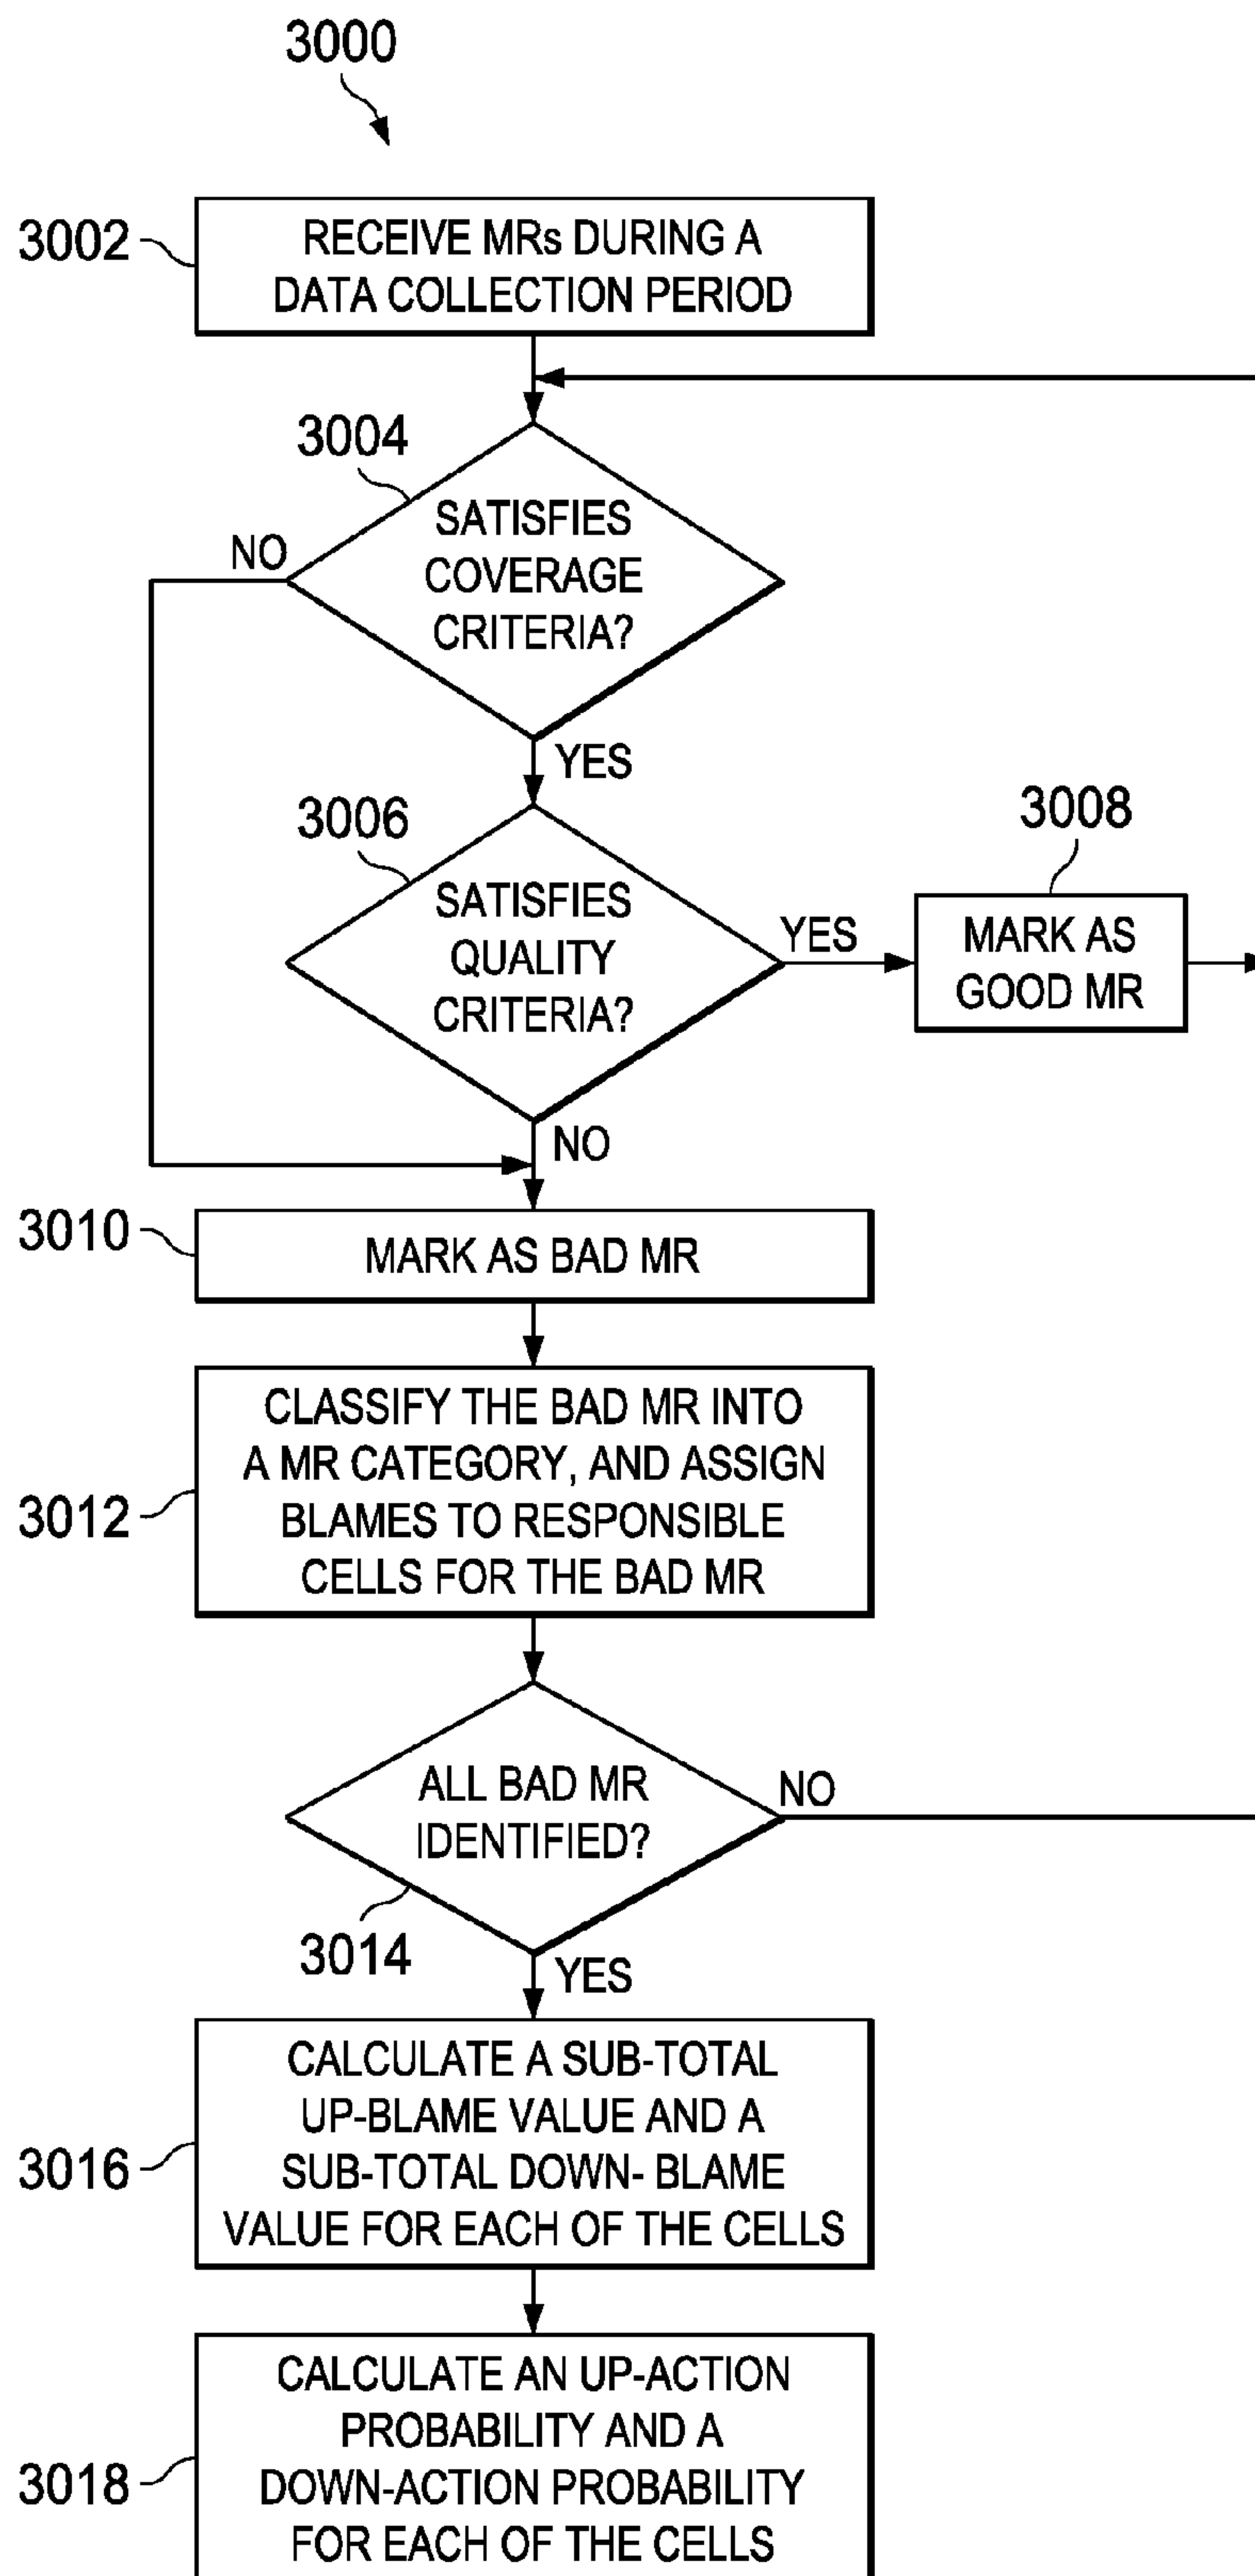 3000
3002
RECEIVE MRs DURING A
DATA COLLECTION PERIOD
3004
SATISFIES
COVERAGE
CRITERIA?
NO
YES
3006
SATISFIES
QUALITY
CRITERIA?
YES
3008
MARK AS
GOOD MR
NO
3010
MARK AS BAD MR
3012
CLASSIFY THE BAD MR INTO
A MR CATEGORY, AND ASSIGN
BLAMES TO RESPONSIBLE
CELLS FOR THE BAD MR
ALL BAD MR
IDENTIFIED?
NO
3014
YES
3016
CALCULATE A SUB-TOTAL
UP-BLAME VALUE AND A
SUB-TOTAL DOWN- BLAME
VALUE FOR EACH OF THE CELLS
3018
CALCULATE AN UP-ACTION
PROBABILITY AND A
DOWN-ACTION PROBABILITY
FOR EACH OF THE CELLS